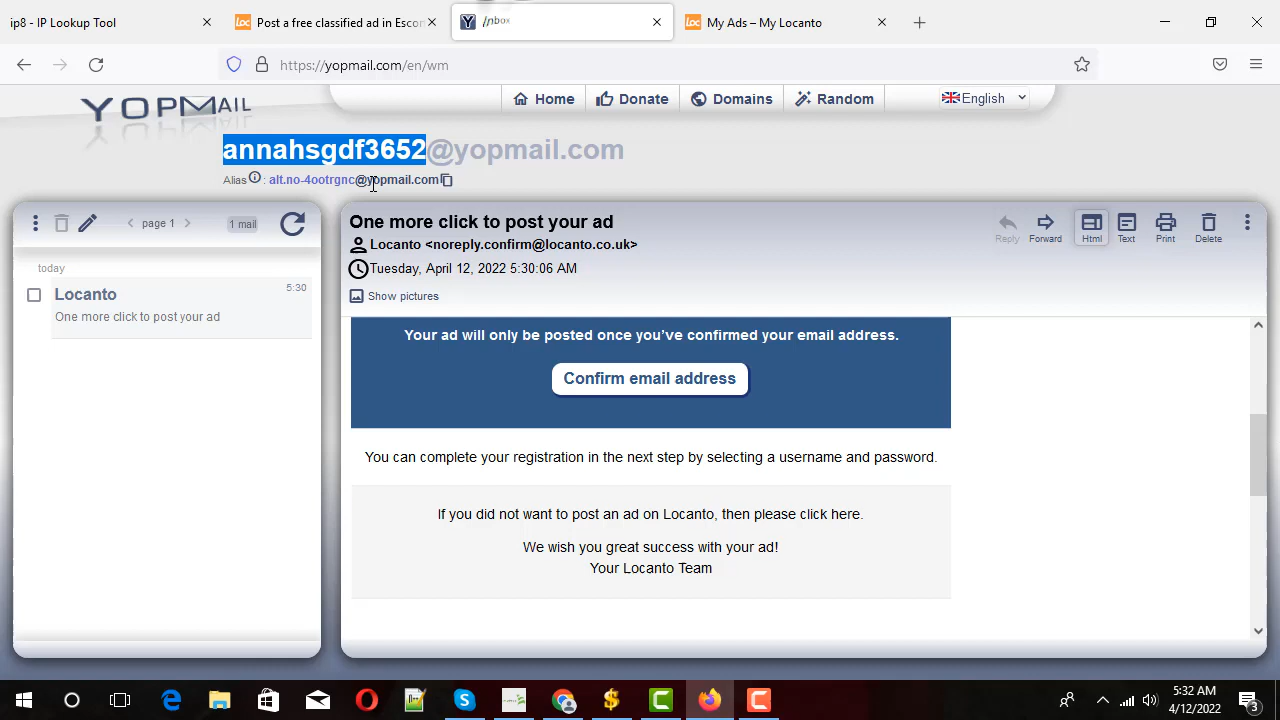 ip8 - IP Lookup Tool
Post a free classified ad in Escon
Inbox
My Ads – My Locanto
https://yopmail.com/en/wm
YOPMAIL
Home
Donate
Domains
Random
English
annahsgdf3652@yopmail.com
Alias : alt.no-4ootrgnc@yopmail.com
page 1
1 mail
today
Locanto
5:30
One more click to post your ad
One more click to post your ad
Locanto <noreply.confirm@locanto.co.uk>
Tuesday, April 12, 2022 5:30:06 AM
Show pictures
Reply
Forward
Html
Text
Print
Delete
Your ad will only be posted once you've confirmed your email address.
Confirm email address
You can complete your registration in the next step by selecting a username and password.
If you did not want to post an ad on Locanto, then please click here.
We wish you great success with your ad!
Your Locanto Team
5:32 AM
4/12/2022
3